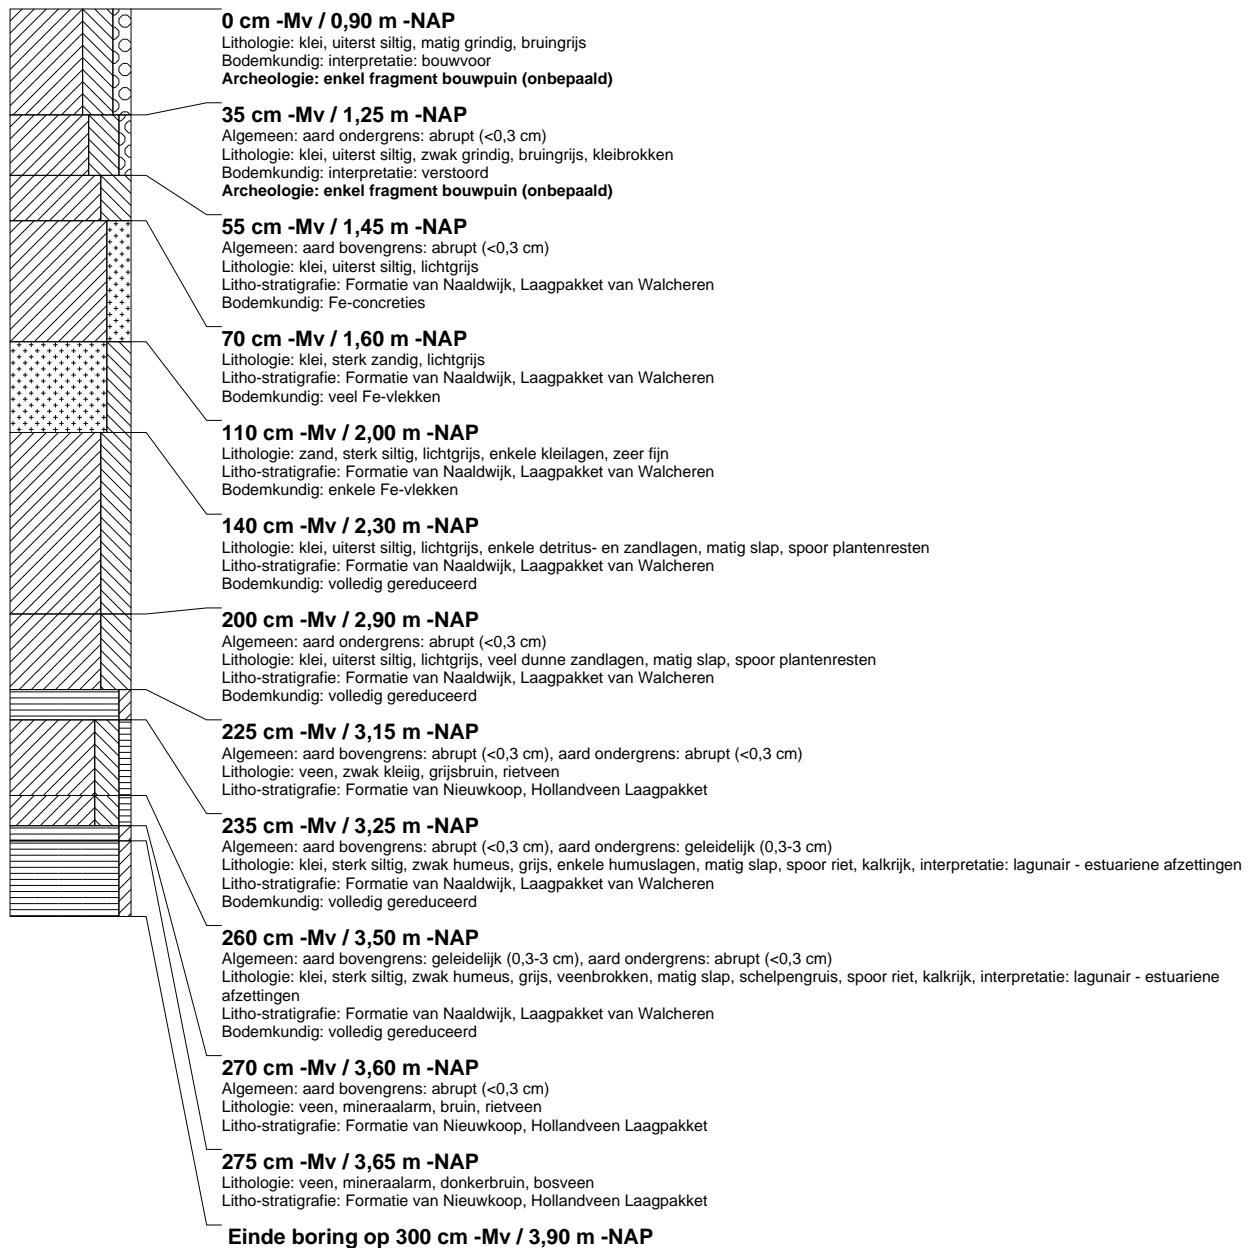 0 cm -Mv / 0,90 m -NAP
Lithologie: klei, uiterst siltig, matig grindig, bruingrijs
Bodemkundig: interpretatie: bouwvoor
Archeologie: enkel fragment bouwpuin (onbepaald)
35 cm -Mv / 1,25 m -NAP
Algemeen: aard ondergrens: abrupt (<0,3 cm)
Lithologie: klei, uiterst siltig, zwak grindig, bruingrijs, kleibrokken
Bodemkundig: interpretatie: verstoord
Archeologie: enkel fragment bouwpuin (onbepaald)
55 cm -Mv / 1,45 m -NAP
Algemeen: aard bovengrens: abrupt (<0,3 cm)
Lithologie: klei, uiterst siltig, lichtgrijs
Litho-stratigrafie: Formatie van Naaldwijk, Laagpakket van Walcheren
Bodemkundig: Fe-concreties
70 cm -Mv / 1,60 m -NAP
Lithologie: klei, sterk zandig, lichtgrijs
Litho-stratigrafie: Formatie van Naaldwijk, Laagpakket van Walcheren
Bodemkundig: veel Fe-vlekken
110 cm -Mv / 2,00 m -NAP
Lithologie: zand, sterk siltig, lichtgrijs, enkele kleilagen, zeer fijn
Litho-stratigrafie: Formatie van Naaldwijk, Laagpakket van Walcheren
Bodemkundig: enkele Fe-vlekken
140 cm -Mv / 2,30 m -NAP
Lithologie: klei, uiterst siltig, lichtgrijs, enkele detritus- en zandlagen, matig slap, spoor plantenresten
Litho-stratigrafie: Formatie van Naaldwijk, Laagpakket van Walcheren
Bodemkundig: volledig gereduceerd
200 cm -Mv / 2,90 m -NAP
Algemeen: aard ondergrens: abrupt (<0,3 cm)
Lithologie: klei, uiterst siltig, lichtgrijs, veel dunne zandlagen, matig slap, spoor plantenresten
Litho-stratigrafie: Formatie van Naaldwijk, Laagpakket van Walcheren
Bodemkundig: volledig gereduceerd
225 cm -Mv / 3,15 m -NAP
Algemeen: aard bovengrens: abrupt (<0,3 cm), aard ondergrens: abrupt (<0,3 cm)
Lithologie: veen, zwak kleiig, grijsbruin, rietveen
Litho-stratigrafie: Formatie van Nieuwkoop, Hollandveen Laagpakket
235 cm -Mv / 3,25 m -NAP
Algemeen: aard bovengrens: abrupt (<0,3 cm), aard ondergrens: geleidelijk (0,3-3 cm)
Lithologie: klei, sterk siltig, zwak humeus, grijs, enkele humuslagen, matig slap, spoor riet, kalkrijk, interpretatie: lagunair - estuariene afzettingen
Litho-stratigrafie: Formatie van Naaldwijk, Laagpakket van Walcheren
Bodemkundig: volledig gereduceerd
260 cm -Mv / 3,50 m -NAP
Algemeen: aard bovengrens: geleidelijk (0,3-3 cm), aard ondergrens: abrupt (<0,3 cm)
Lithologie: klei, sterk siltig, zwak humeus, grijs, veenbrokken, matig slap, schelpengruis, spoor riet, kalkrijk, interpretatie: lagunair - estuariene
afzettingen
Litho-stratigrafie: Formatie van Naaldwijk, Laagpakket van Walcheren
Bodemkundig: volledig gereduceerd
270 cm -Mv / 3,60 m -NAP
Algemeen: aard bovengrens: abrupt (<0,3 cm)
Lithologie: veen, mineraalarm, bruin, rietveen
Litho-stratigrafie: Formatie van Nieuwkoop, Hollandveen Laagpakket
275 cm -Mv / 3,65 m -NAP
Lithologie: veen, mineraalarm, donkerbruin, bosveen
Litho-stratigrafie: Formatie van Nieuwkoop, Hollandveen Laagpakket
Einde boring op 300 cm -Mv / 3,90 m -NAP